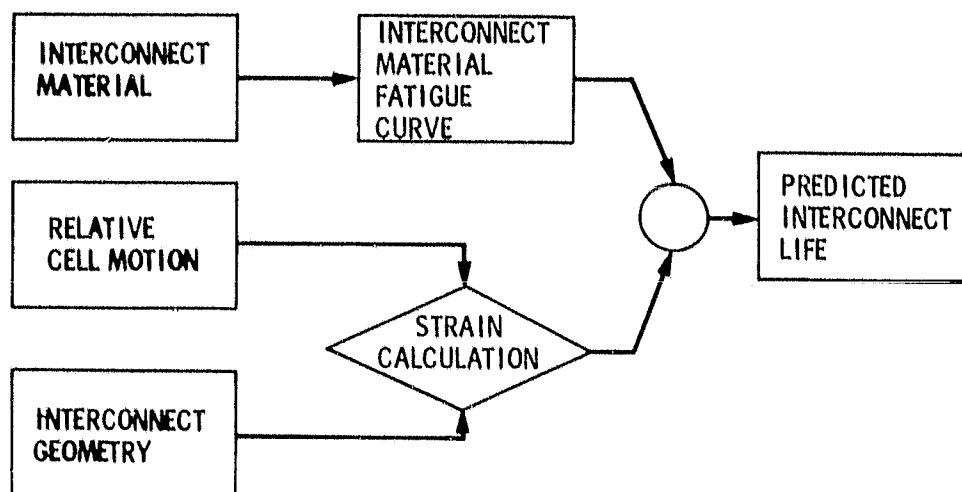 INTERCONNECT
MATERIAL
INTERCONNECT
MATERIAL
FATIGUE
CURVE
RELATIVE
CELL MOTION
STRAIN
CALCULATION
INTERCONNECT
GEOMETRY
PREDICTED
INTERCONNECT
LIFE